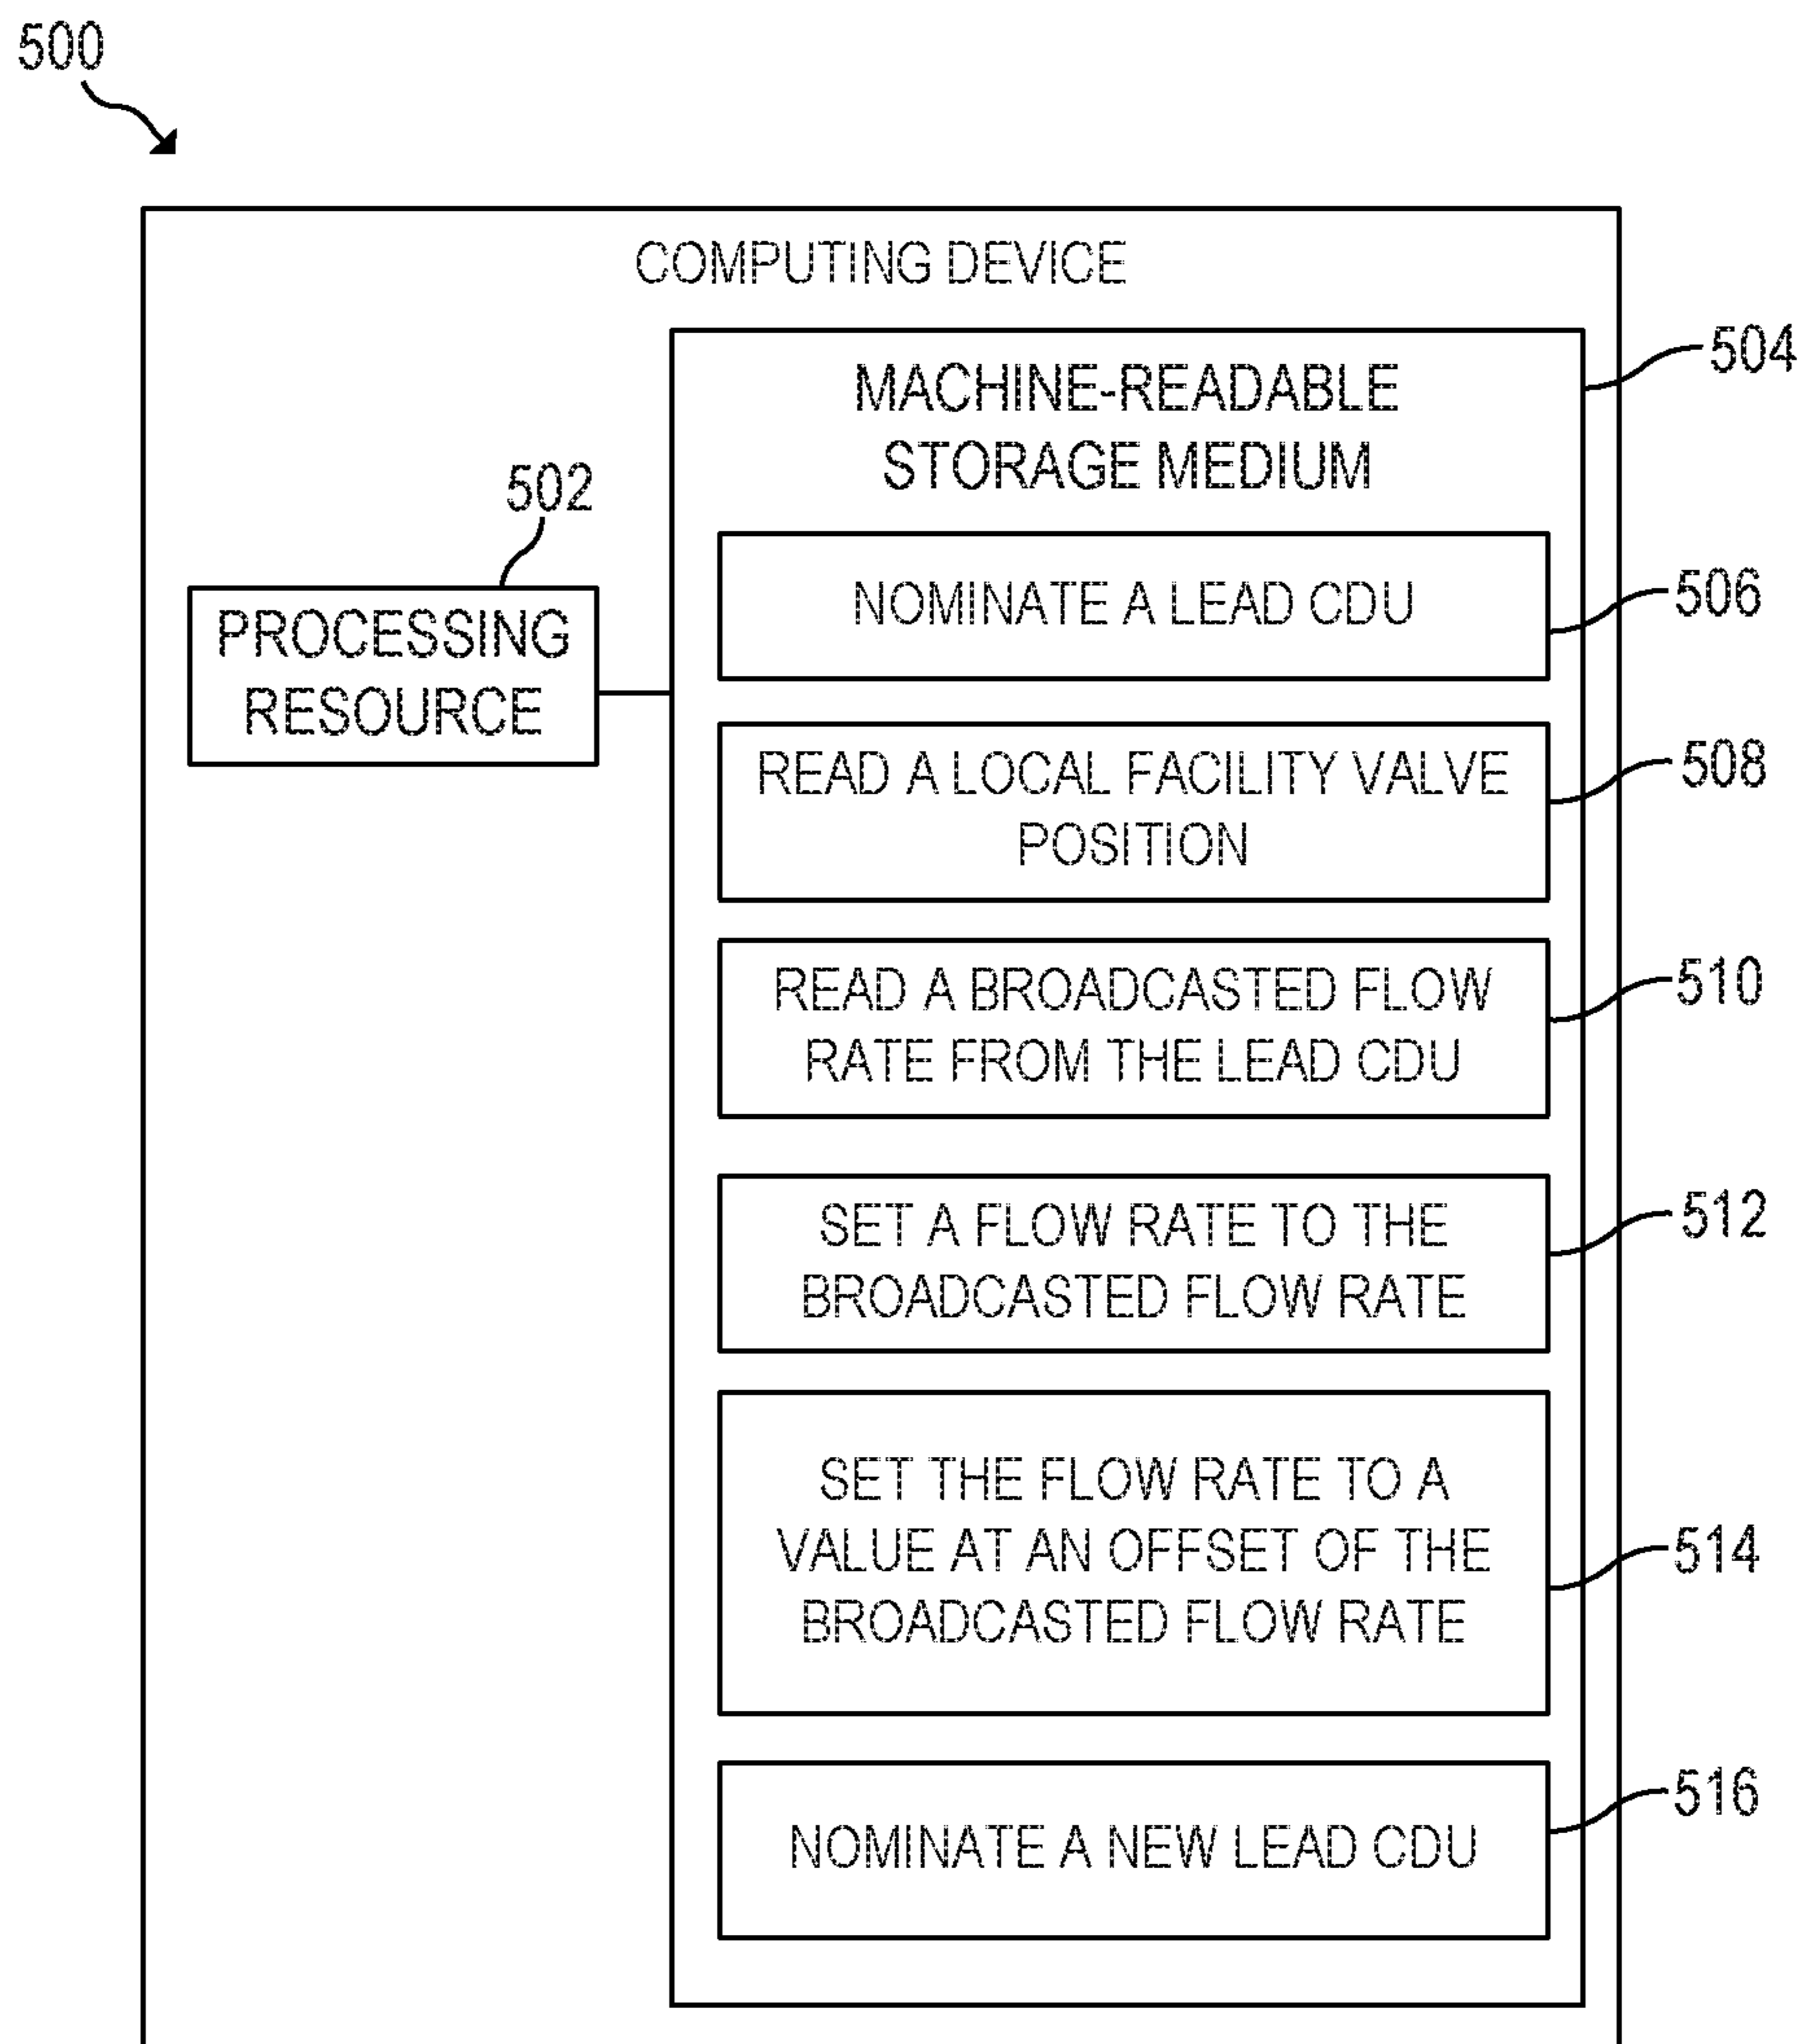 500
COMPUTING DEVICE
504
MACHINE-READABLE
STORAGE MEDIUM
502
PROCESSING
RESOURCE
NOMINATE A LEAD CDU
506
READ A LOCAL FACILITY VALVE
POSITION
508
READ A BROADCASTED FLOW
RATE FROM THE LEAD CDU
510
SET A FLOW RATE TO THE
BROADCASTED FLOW RATE
512
SET THE FLOW RATE TO A
VALUE AT AN OFFSET OF THE
BROADCASTED FLOW RATE
514
NOMINATE A NEW LEAD CDU
516